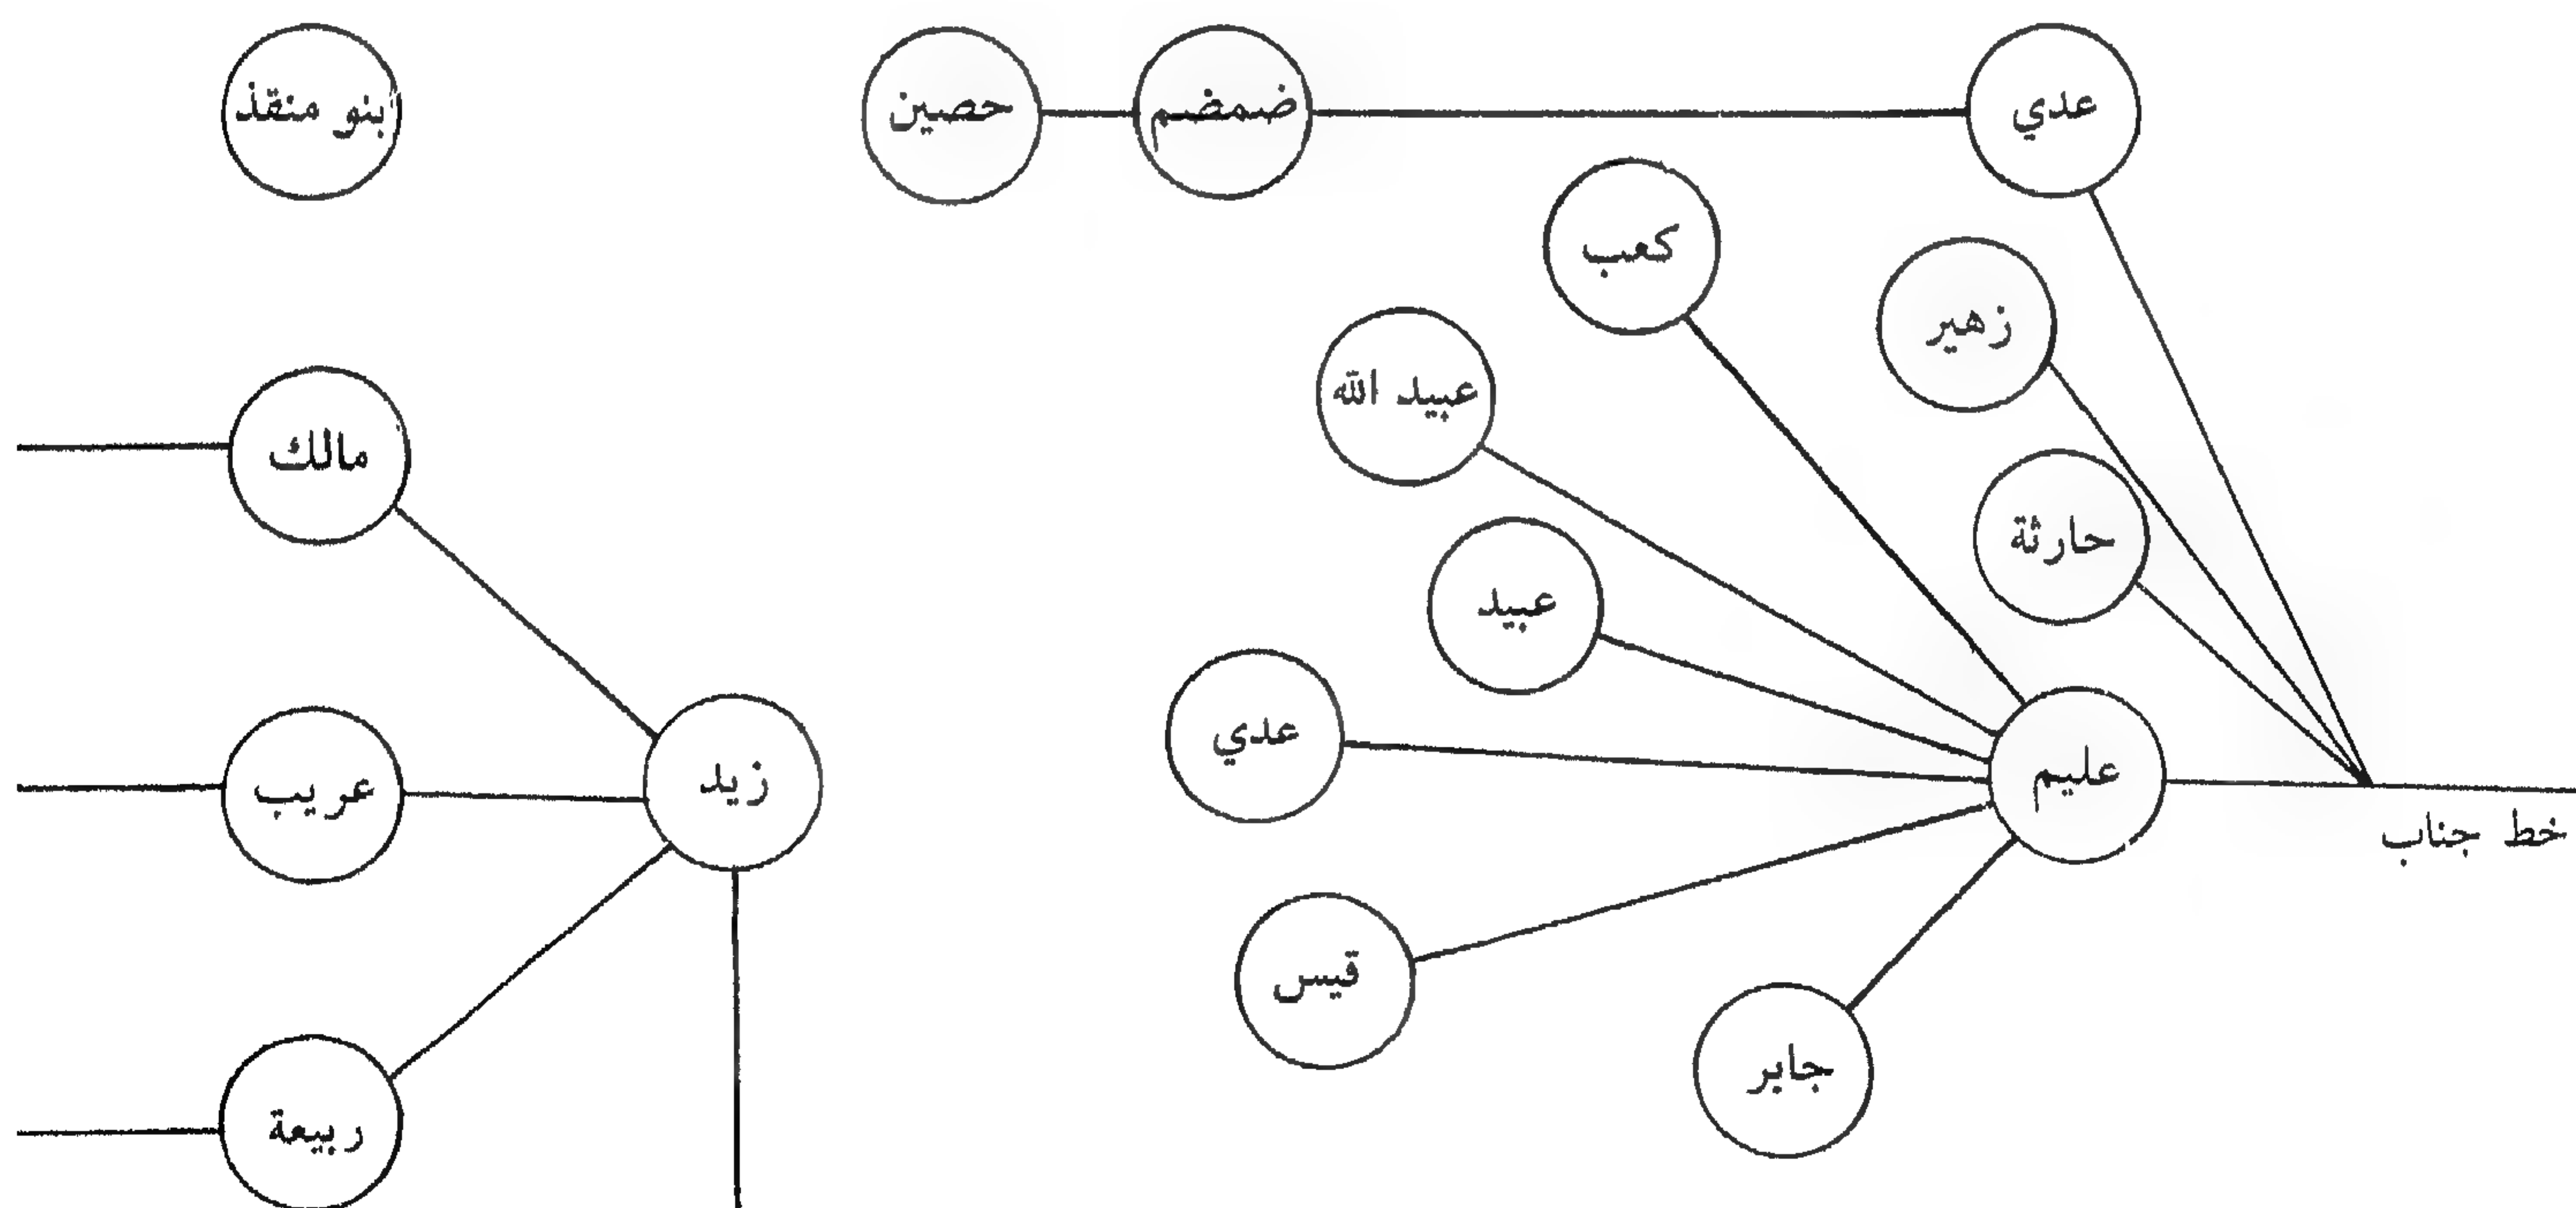 عدي
ضمضم
حصين
بنو منقذ
كعب
زهير
عبيد الله
مالك
حارثة
عبيد
عدي
عليم
زيد
عريب
خط جناب
قيس
جابر
ربيعة